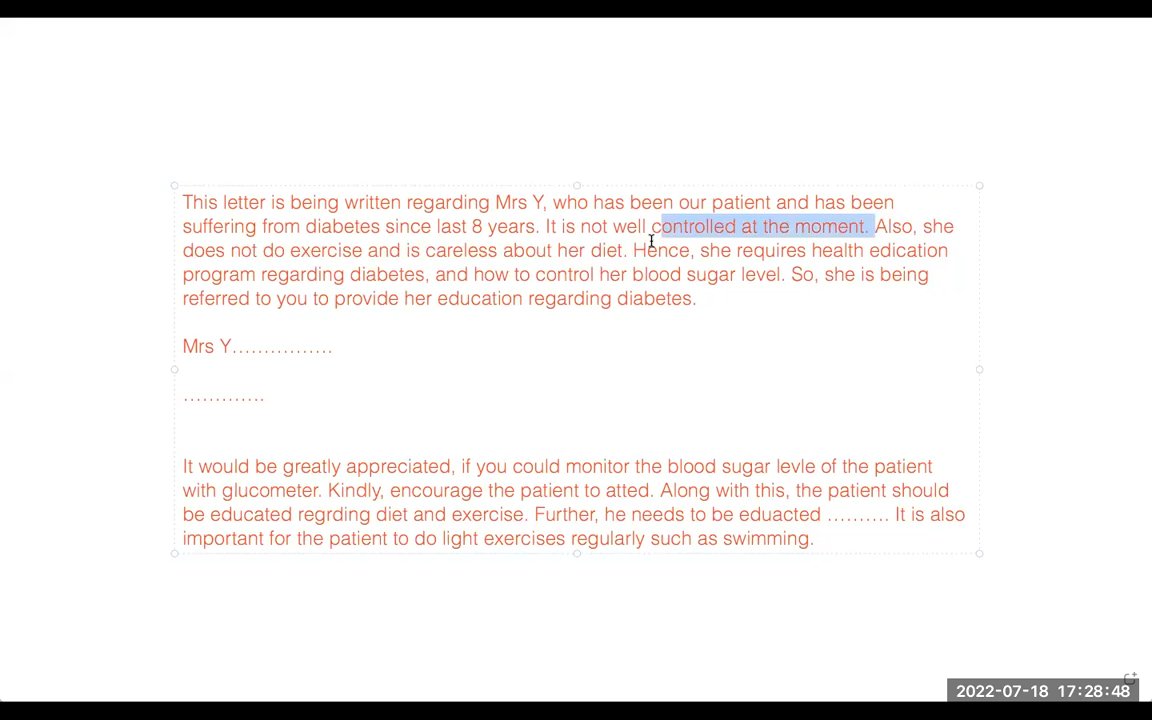 This letter is being written regarding Mrs Y, who has been our patient and has been
suffering from diabetes since last 8 years. It is not well controlled at the moment. Also, she
does not do exercise and is careless about her diet. Hence, she requires health edication
program regarding diabetes, and how to control her blood sugar level. So, she is being
referred to you to provide her education regarding diabetes.
Mrs Y……………
………….
It would be greatly appreciated, if you could monitor the blood sugar levle of the patient
with glucometer. Kindly, encourage the patient to atted. Along with this, the patient should
be educated regrding diet and exercise. Further, he needs to be eduacted ………. It is also
important for the patient to do light exercises regularly such as swimming.
2022-07-18 17:28:48